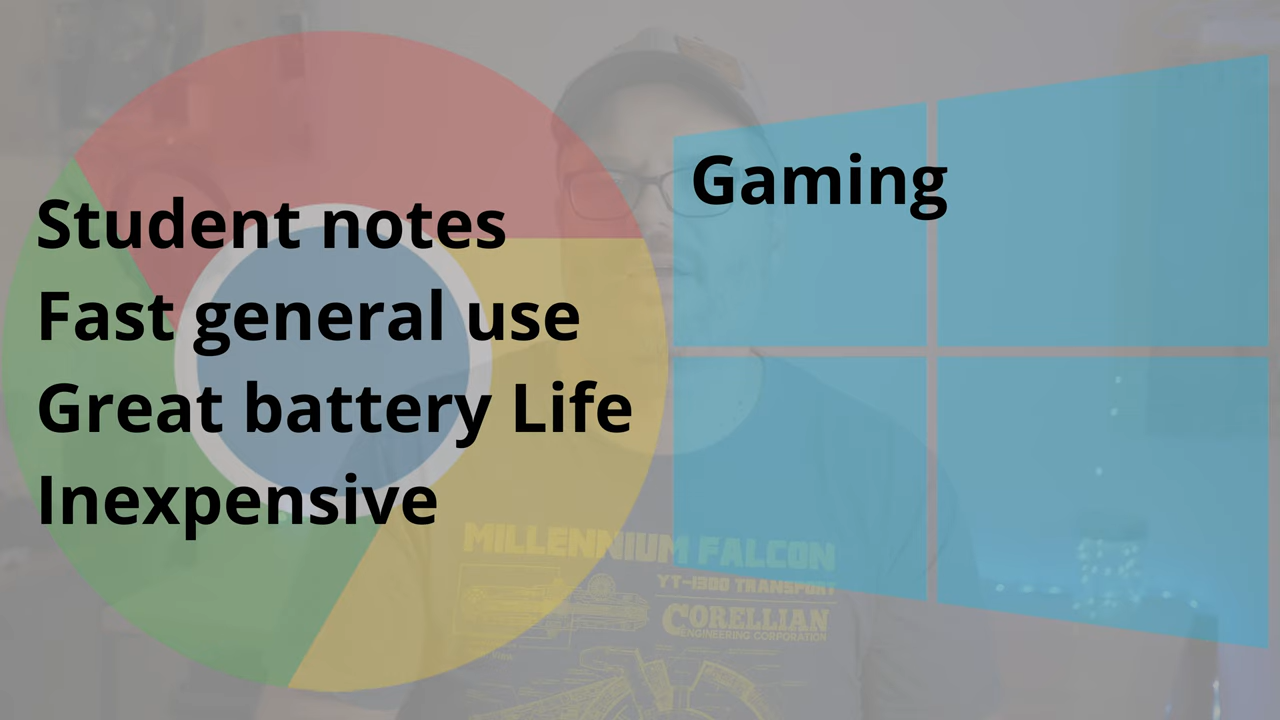 Student notes
Fast general use
Great battery Life
Inexpensive
Gaming
MILLENNIUM FALCON
YT-1300 TRANSPORT
CORELLIAN
ENGINEERING CORPORATION